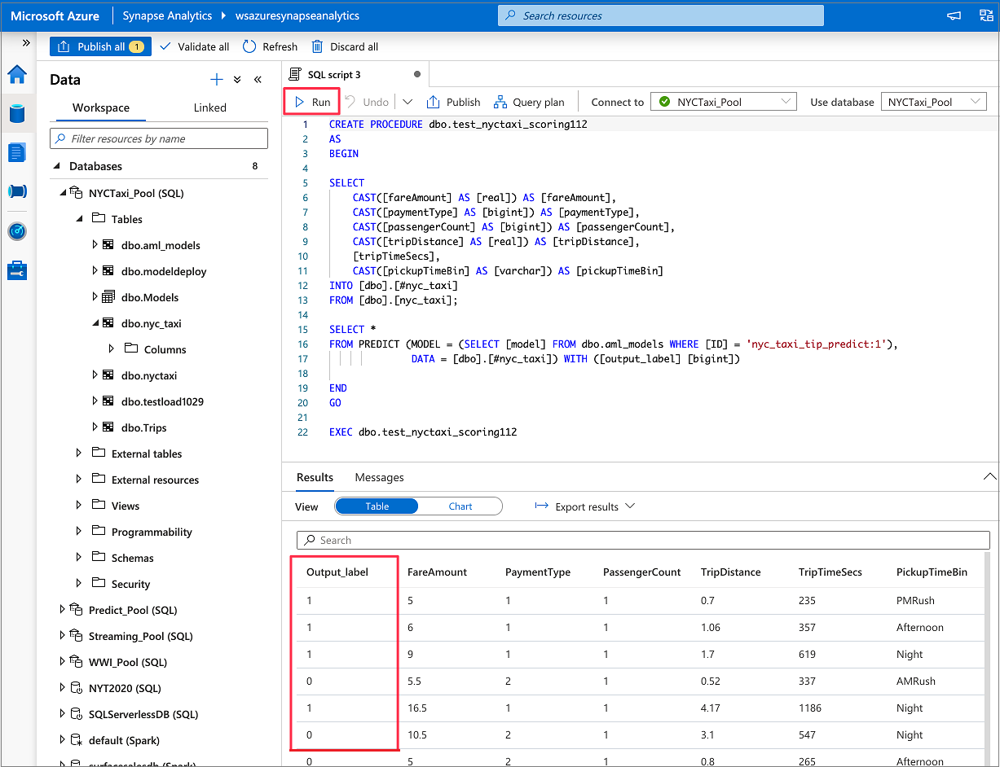 Microsoft Azure
Synapse Analytics
wsazuresynapseanalytics
Search resources
Publish all 1
Validate all
Refresh
Discard all
Data
Workspace
Linked
Filter resources by name
Databases 8
NYCTaxi_Pool (SQL)
Tables
dbo.aml_models
dbo.modeldeploy
dbo.Models
dbo.nyc_taxi
Columns
dbo.nyctaxi
dbo.testload1029
dbo.Trips
External tables
External resources
Views
Programmability
Schemas
Security
Predict_Pool (SQL)
Streaming_Pool (SQL)
WWI_Pool (SQL)
NYT2020 (SQL)
SQLServerlessDB (SQL)
default (Spark)
surfacesalesdb (Spark)
SQL script 3
Run
Undo
Publish
Query plan
Connect to
NYCTaxi_Pool
Use database
NYCTaxi_Pool
1 CREATE PROCEDURE dbo.test_nyctaxi_scoring112
2 AS
3 BEGIN
4
5 SELECT
6 CAST([fareAmount] AS [real]) AS [fareAmount],
7 CAST([paymentType] AS [bigint]) AS [paymentType],
8 CAST([passengerCount] AS [bigint]) AS [passengerCount],
9 CAST([tripDistance] AS [real]) AS [tripDistance],
10 [tripTimeSecs],
11 CAST([pickupTimeBin] AS [varchar]) AS [pickupTimeBin]
12 INTO [dbo].[#nyc_taxi]
13 FROM [dbo].[nyc_taxi];
14
15 SELECT *
16 FROM PREDICT (MODEL = (SELECT [model] FROM dbo.aml_models WHERE [ID] = 'nyc_taxi_tip_predict:1'),
17 DATA = [dbo].[#nyc_taxi]) WITH ([output_label] [bigint])
18
19 END
20 GO
21
22 EXEC dbo.test_nyctaxi_scoring112
Results
Messages
View
Table
Chart
Export results
Search
Output_label FareAmount PaymentType PassengerCount TripDistance TripTimeSecs PickupTimeBin
1 5 1 1 0.7 235 PMRush
1 6 1 1 1.06 357 Afternoon
1 9 1 1 1.7 619 Night
0 5.5 2 1 0.52 337 AMRush
1 16.5 1 1 4.17 1186 Night
0 10.5 2 1 3.1 547 Night
0 5 2 1 0.8 265 Afternoon